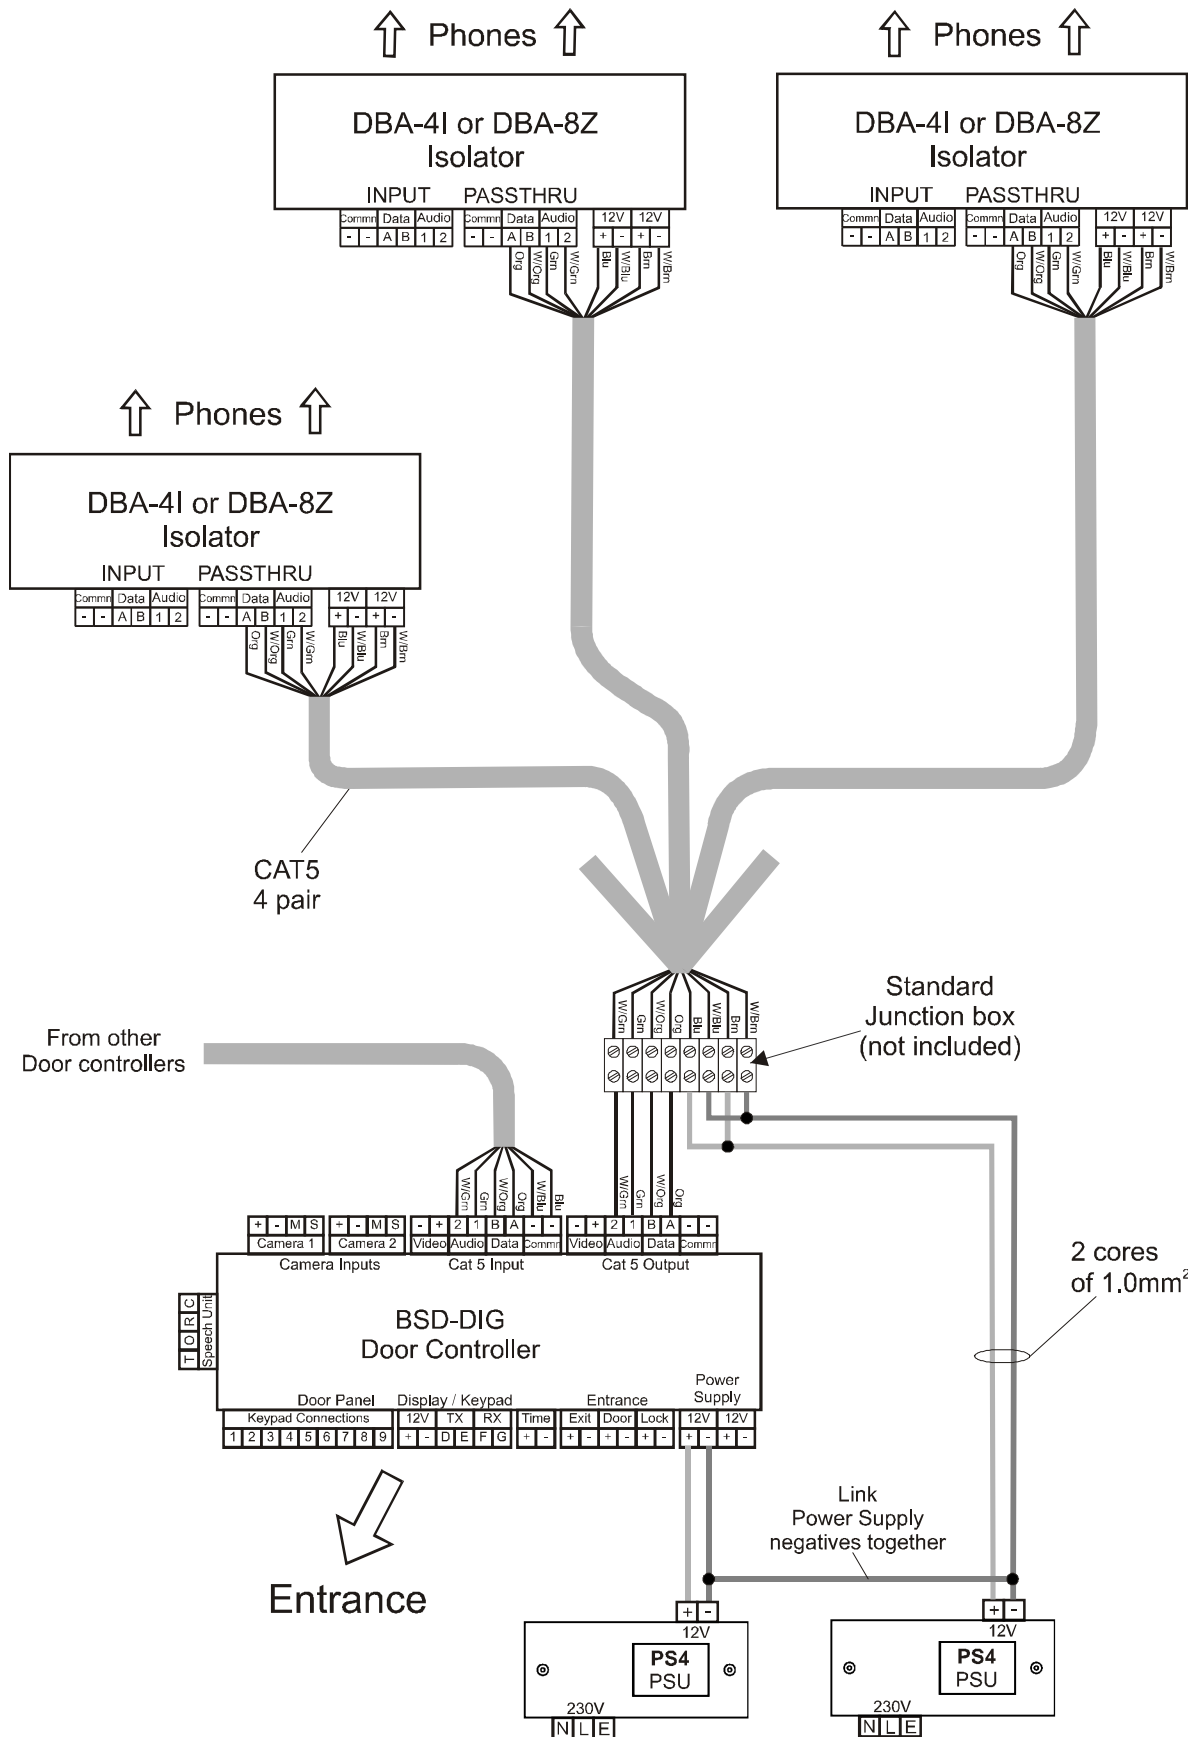 Phones
Phones
DBA-4I or DBA-8Z
Isolator
INPUT PASSTHRU
Commn Data Audio Commn Data Audio 12V 12V
- - A B 1 2 - - A B 1 2 + - + -
Org W/Org Grn W/Grn Blu W/Blu Brn W/Brn
DBA-4I or DBA-8Z
Isolator
INPUT PASSTHRU
Commn Data Audio Commn Data Audio 12V 12V
- - A B 1 2 - - A B 1 2 + - + -
Org W/Org Grn W/Grn Blu W/Blu Brn W/Brn
Phones
DBA-4I or DBA-8Z
Isolator
INPUT PASSTHRU
Commn Data Audio Commn Data Audio 12V 12V
- - A B 1 2 - - A B 1 2 + - + -
Org W/Org Grn W/Grn Blu W/Blu Brn W/Brn
CAT5
4 pair
W/Grn Grn W/Org Org Blu W/Blu Brn W/Brn
Standard
Junction box
(not included)
From other
Door controllers
W/Grn Grn W/Org Org W/Blu Blu
W/Grn Grn W/Org Org
+ - M S + - M S - + 2 1 B A - - - + 2 1 B A - -
Camera 1 Camera 2 Video Audio Data Commn Video Audio Data Commn
Camera Inputs Cat 5 Input Cat 5 Output
T O R C
Speech Unit
BSD-DIG
Door Controller
2 cores
of 1.0mm²
Power
Supply
Door Panel Display / Keypad Entrance
Keypad Connections 12V TX RX Time Exit Door Lock 12V 12V
1 2 3 4 5 6 7 8 9 + - D E F G + - + - + - + - + - + -
Link
Power Supply
negatives together
Entrance
+ -
12V
PS4
PSU
230V
N L E
+ -
12V
PS4
PSU
230V
N L E